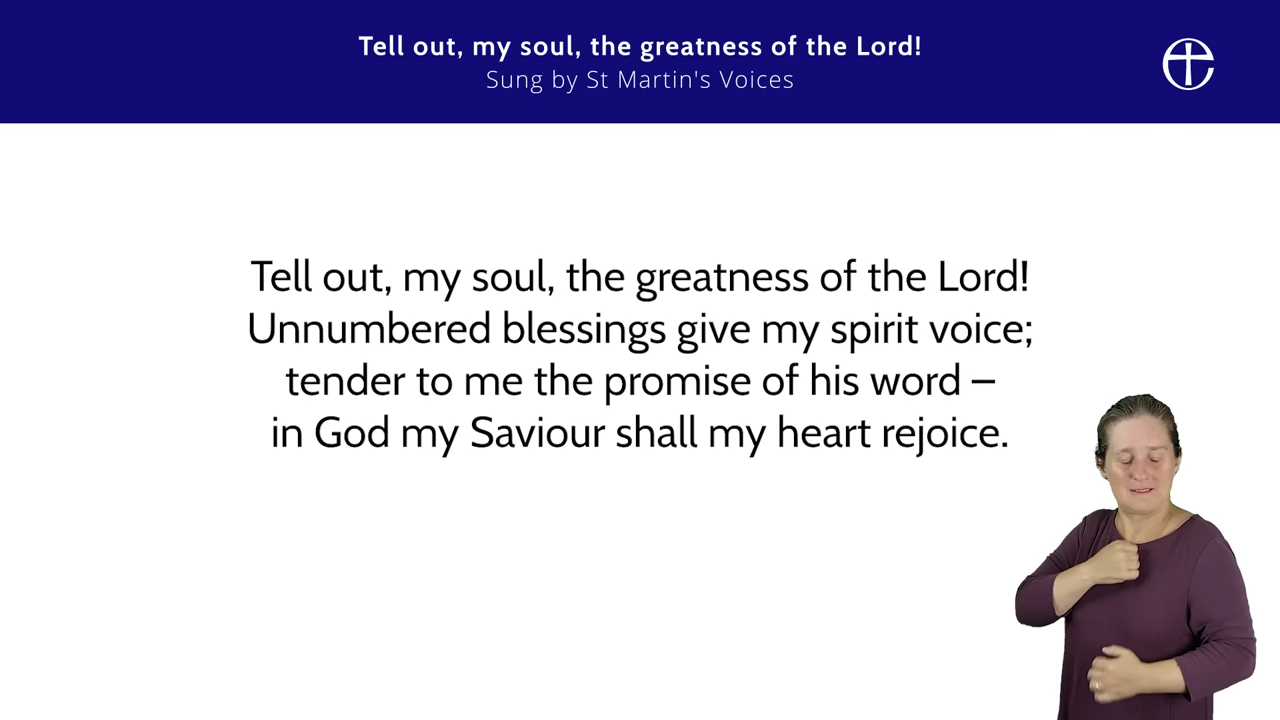 Tell out, my soul, the greatness of the Lord!
Sung by St Martin's Voices
Tell out, my soul, the greatness of the Lord!
Unnumbered blessings give my spirit voice;
tender to me the promise of his word –
in God my Saviour shall my heart rejoice.